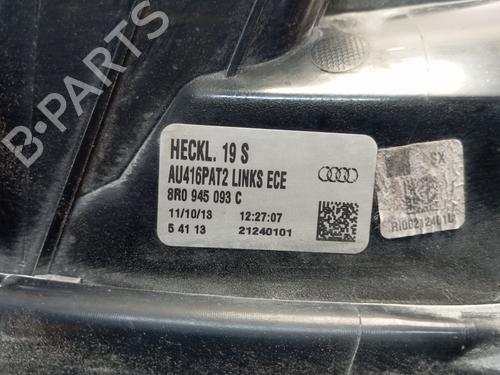 HECKL. 19 S
AU416PAT2 LINKS ECE
8R0 945 093 C
11/10/13 12:27:07
5 41 13 21240101
SX
B-PARTS